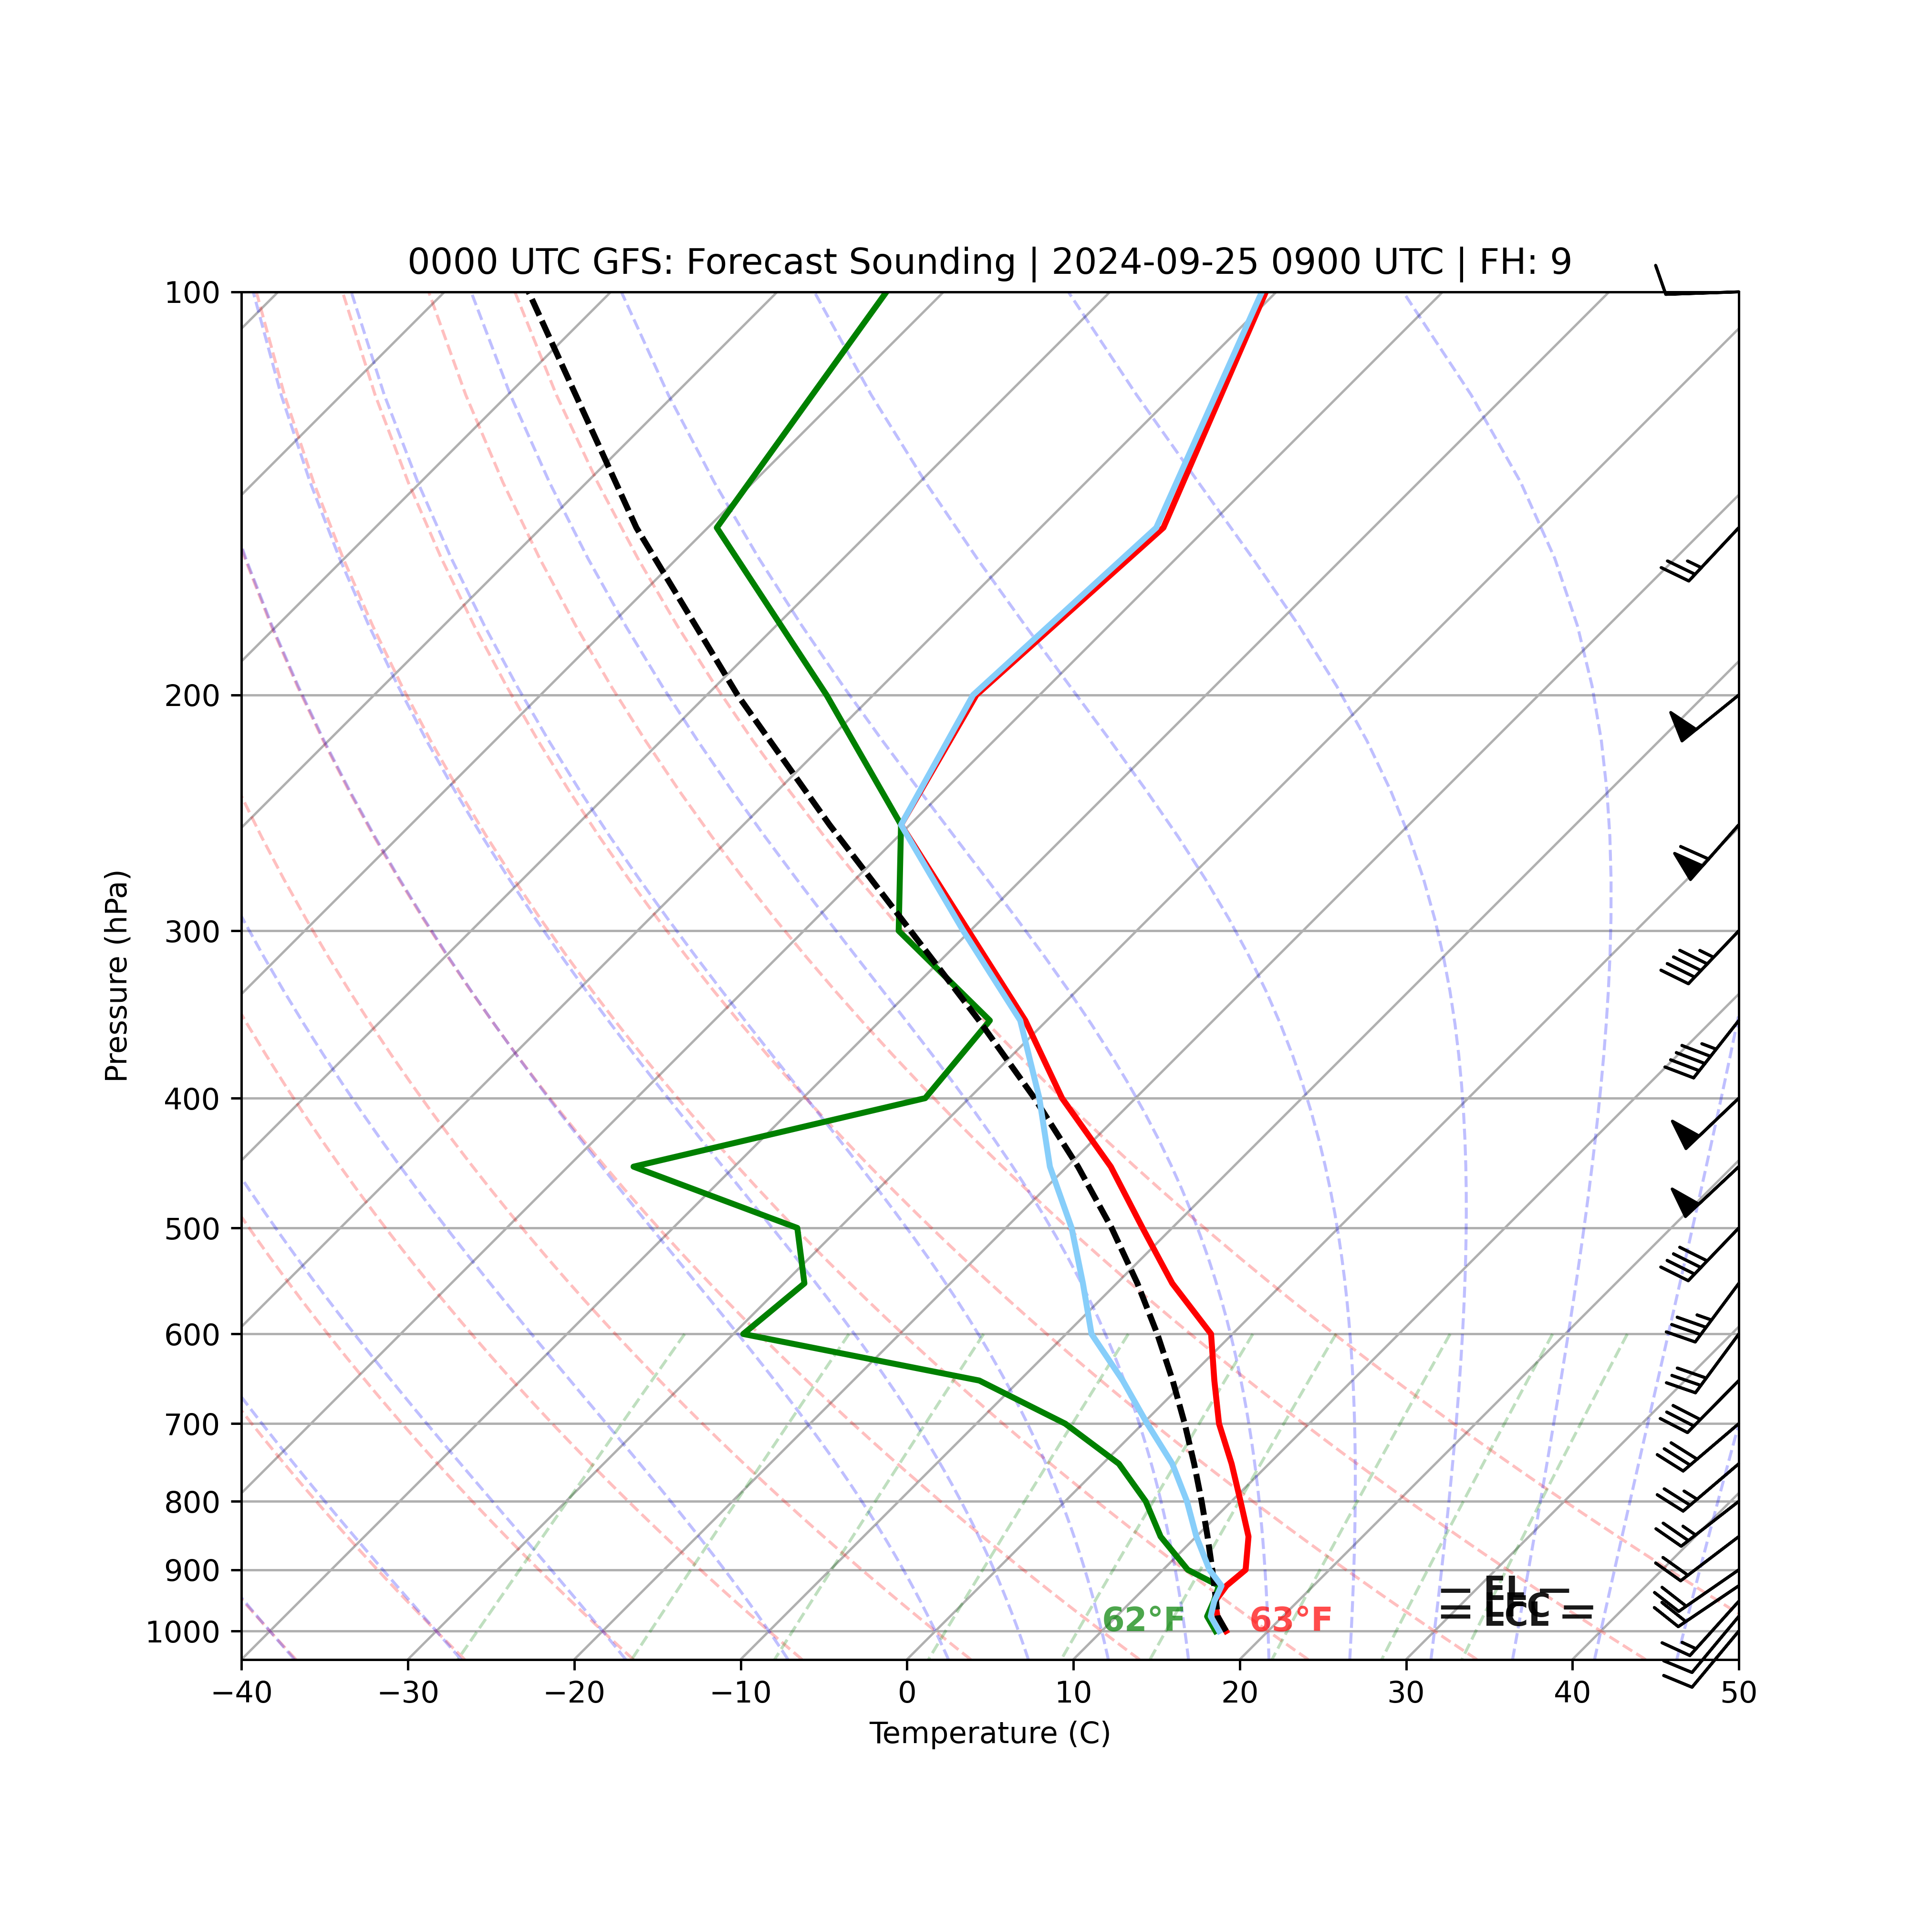 0000 UTC GFS: Forecast Sounding | 2024-09-25 0900 UTC | FH: 9
100
200
300
400
500
600
700
800
900
1000
Pressure (hPa)
= EL =
= LFC =
= LCL =
62°F
63°F
−40 −30 −20 −10 0 10 20 30 40 50
Temperature (C)